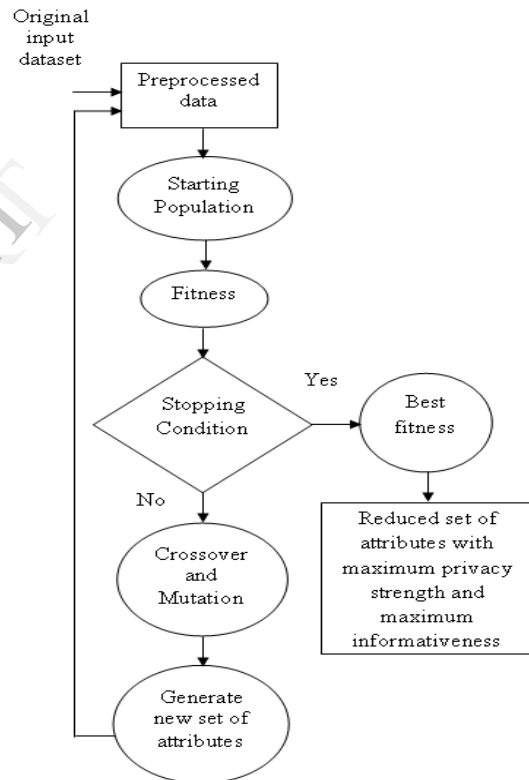 Original
input
dataset
Preprocessed
data
Starting
Population
Fitness
Stopping
Condition
Yes
Best
fitness
No
Reduced set of
attributes with
maximum privacy
strength and
maximum
informativeness
Crossover
and
Mutation
Generate
new set of
attributes